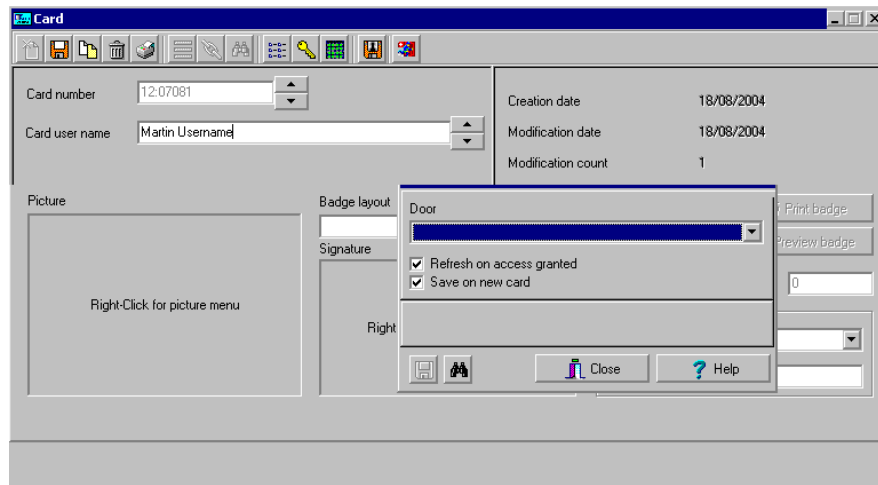 Card
Card number
12:07081
Card user name
Martin Username
Creation date
18/08/2004
Modification date
18/08/2004
Modification count
1
Picture
Right-Click for picture menu
Badge layout
Signature
Right
Door
Refresh on access granted
Save on new card
Close
Help
Print badge
Preview badge
0